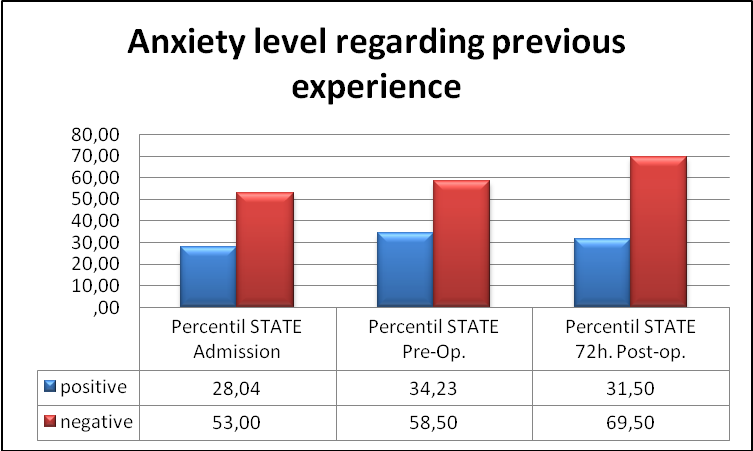 Anxiety level regarding previous
experience
80,00
70,00
60,00
50,00
40,00
30,00
20,00
10,00
,00
Percentil STATE Admission
Percentil STATE Pre-Op.
Percentil STATE 72h. Post-op.
positive 28,04 34,23 31,50
negative 53,00 58,50 69,50